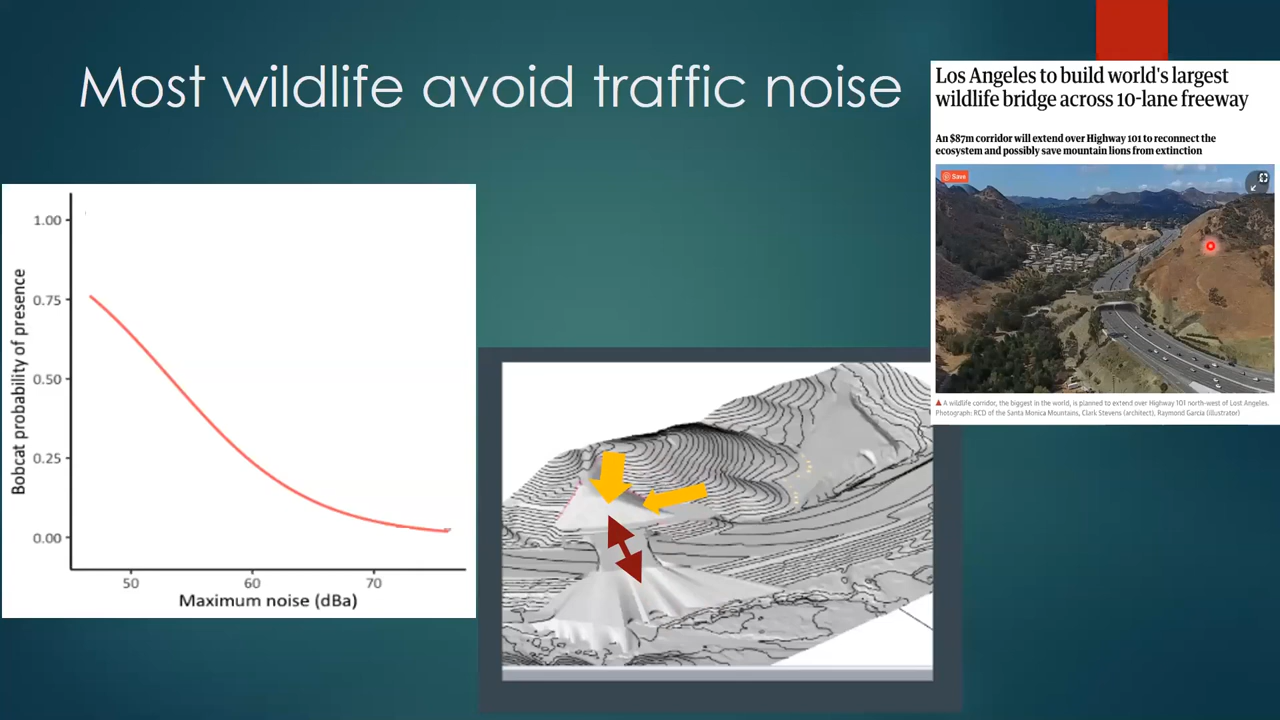 Most wildlife avoid traffic noise
Los Angeles to build world's largest
wildlife bridge across 10-lane freeway
An $87m corridor will extend over Highway 101 to reconnect the
ecosystem and possibly save mountain lions from extinction
Save
A wildlife corridor, the biggest in the world, is planned to extend over Highway 101 north-west of Lost Angeles.
Photograph: RCD of the Santa Monica Mountains, Clark Stevens (architect), Raymond Garcia (illustrator)
Bobcat probability of presence
1.00
0.75
0.50
0.25
0.00
50 60 70
Maximum noise (dBa)